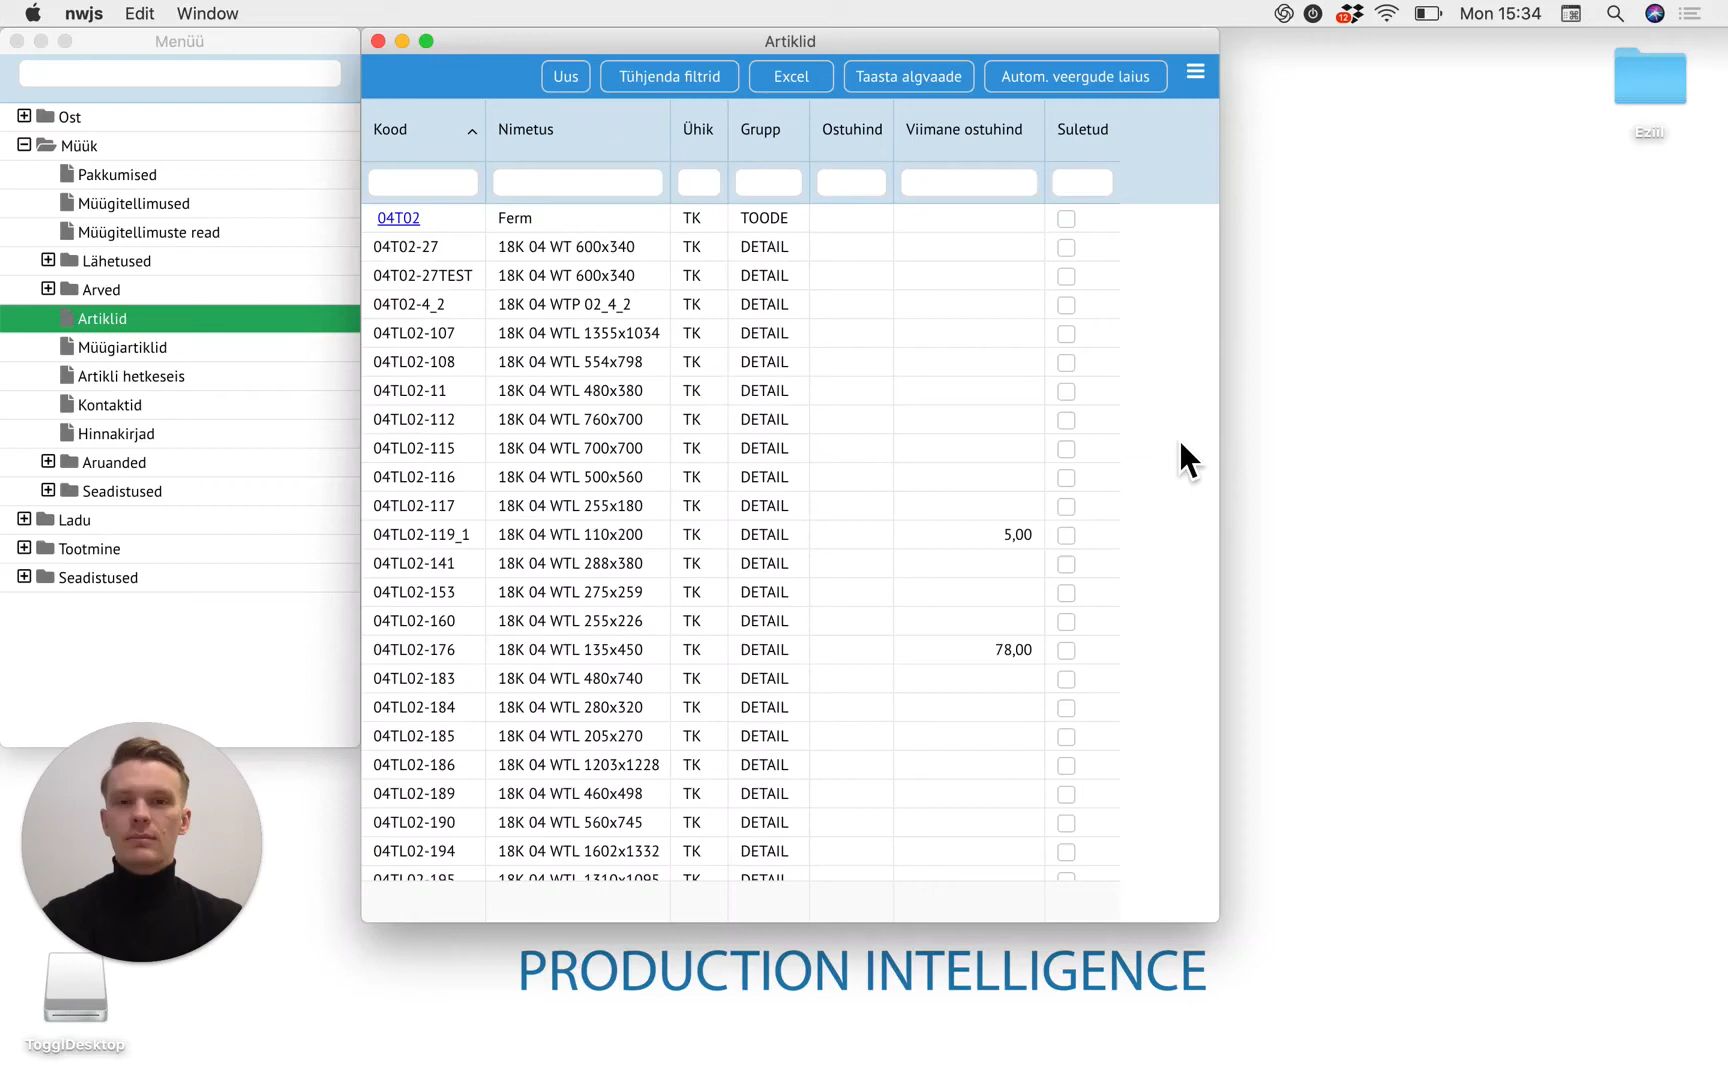 nwjs Edit Window
12
Mon 15:34
Menüü
Ost
Müük
Pakkumised
Müügitellimused
Müügitellimuste read
Lähetused
Arved
Artiklid
Müügiartiklid
Artikli hetkeseis
Kontaktid
Hinnakirjad
Aruanded
Seadistused
Ladu
Tootmine
Seadistused
Artiklid
Uus Tühjenda filtrid Excel Taasta algvaade Autom. veergude laius
Kood Nimetus Ühik Grupp Ostuhind Viimane ostuhind Suletud
04T02 Ferm TK TOODE
04T02-27 18K 04 WT 600x340 TK DETAIL
04T02-27TEST 18K 04 WT 600x340 TK DETAIL
04T02-4_2 18K 04 WTP 02_4_2 TK DETAIL
04TL02-107 18K 04 WTL 1355x1034 TK DETAIL
04TL02-108 18K 04 WTL 554x798 TK DETAIL
04TL02-11 18K 04 WTL 480x380 TK DETAIL
04TL02-112 18K 04 WTL 760x700 TK DETAIL
04TL02-115 18K 04 WTL 700x700 TK DETAIL
04TL02-116 18K 04 WTL 500x560 TK DETAIL
04TL02-117 18K 04 WTL 255x180 TK DETAIL
04TL02-119_1 18K 04 WTL 110x200 TK DETAIL 5,00
04TL02-141 18K 04 WTL 288x380 TK DETAIL
04TL02-153 18K 04 WTL 275x259 TK DETAIL
04TL02-160 18K 04 WTL 255x226 TK DETAIL
04TL02-176 18K 04 WTL 135x450 TK DETAIL 78,00
04TL02-183 18K 04 WTL 480x740 TK DETAIL
04TL02-184 18K 04 WTL 280x320 TK DETAIL
04TL02-185 18K 04 WTL 205x270 TK DETAIL
04TL02-186 18K 04 WTL 1203x1228 TK DETAIL
04TL02-189 18K 04 WTL 460x498 TK DETAIL
04TL02-190 18K 04 WTL 560x745 TK DETAIL
04TL02-194 18K 04 WTL 1602x1332 TK DETAIL
04TL02-195 18K 04 WTL 1310x1095 TK DETAIL
Eziil
PRODUCTION INTELLIGENCE
TogglDesktop